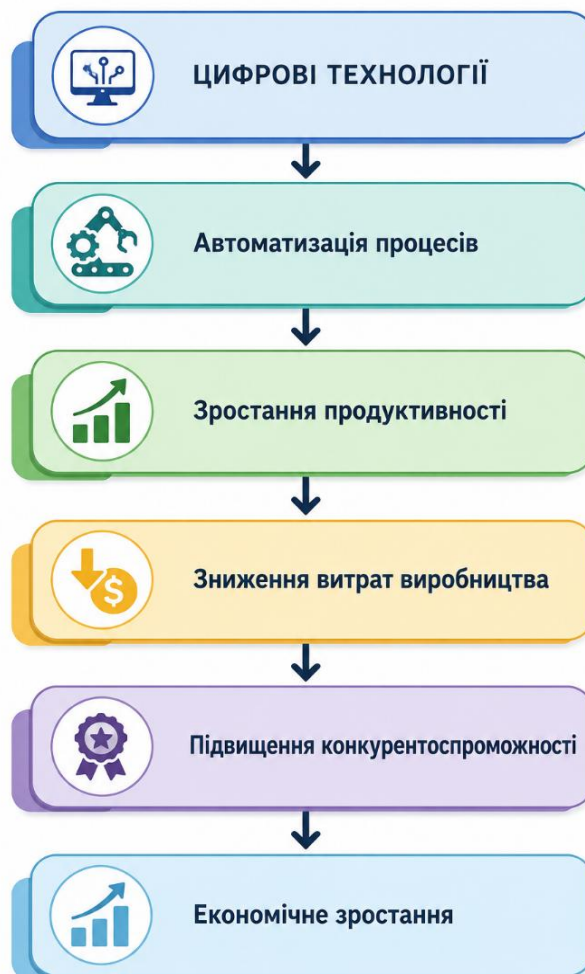 ЦИФРОВІ ТЕХНОЛОГІЇ
Автоматизація процесів
Зростання продуктивності
$
Зниження витрат виробництва
Підвищення конкурентоспроможності
Економічне зростання